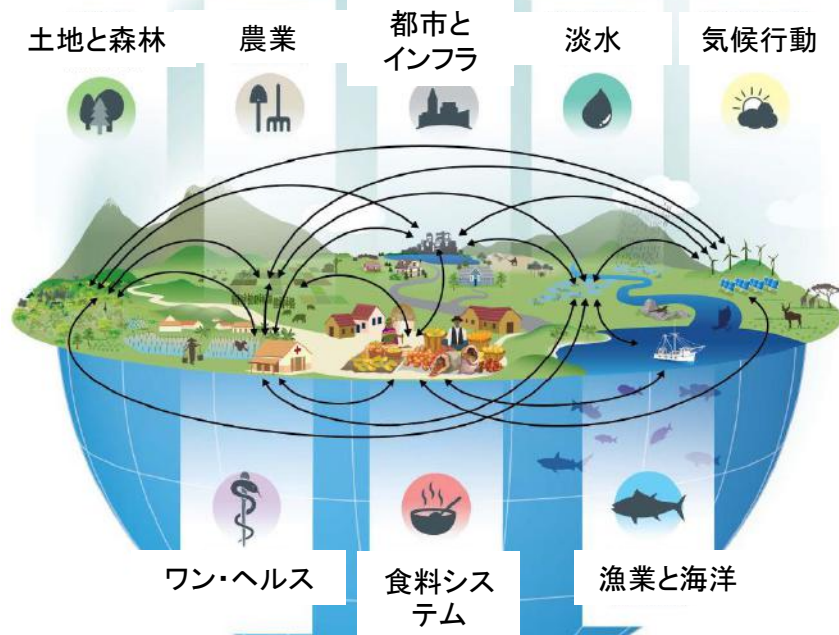 土地と森林
農業
都市と
インフラ
淡水
気候行動
ワン・ヘルス
食料シス
テム
漁業と海洋